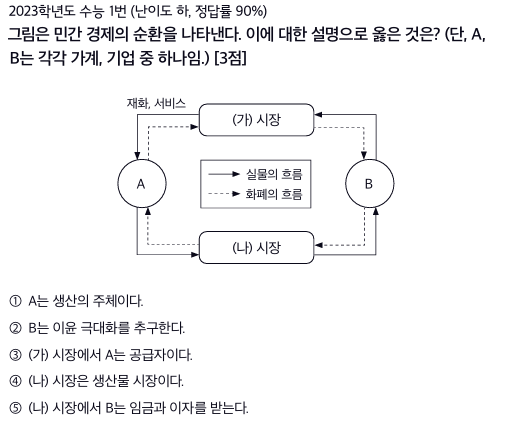 2023학년도 수능 1번 (난이도 하, 정답률 90%)
그림은 민간 경제의 순환을 나타낸다. 이에 대한 설명으로 옳은 것은? (단, A,
B는 각각 가계, 기업 중 하나임.) [3점]
재화, 서비스
(가) 시장
A
실물의 흐름
화폐의 흐름
B
(나) 시장
① A는 생산의 주체이다.
② B는 이윤 극대화를 추구한다.
③ (가) 시장에서 A는 공급자이다.
④ (나) 시장은 생산물 시장이다.
⑤ (나) 시장에서 B는 임금과 이자를 받는다.